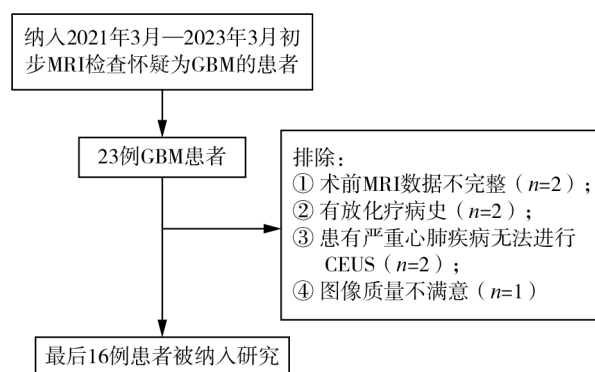 纳入2021年3月—2023年3月初
步MRI检查怀疑为GBM的患者
23例GBM患者
排除：
① 术前MRI数据不完整（n=2）；
② 有放化疗病史（n=2）；
③ 患有严重心肺疾病无法进行
CEUS（n=2）；
④ 图像质量不满意（n=1）
最后16例患者被纳入研究